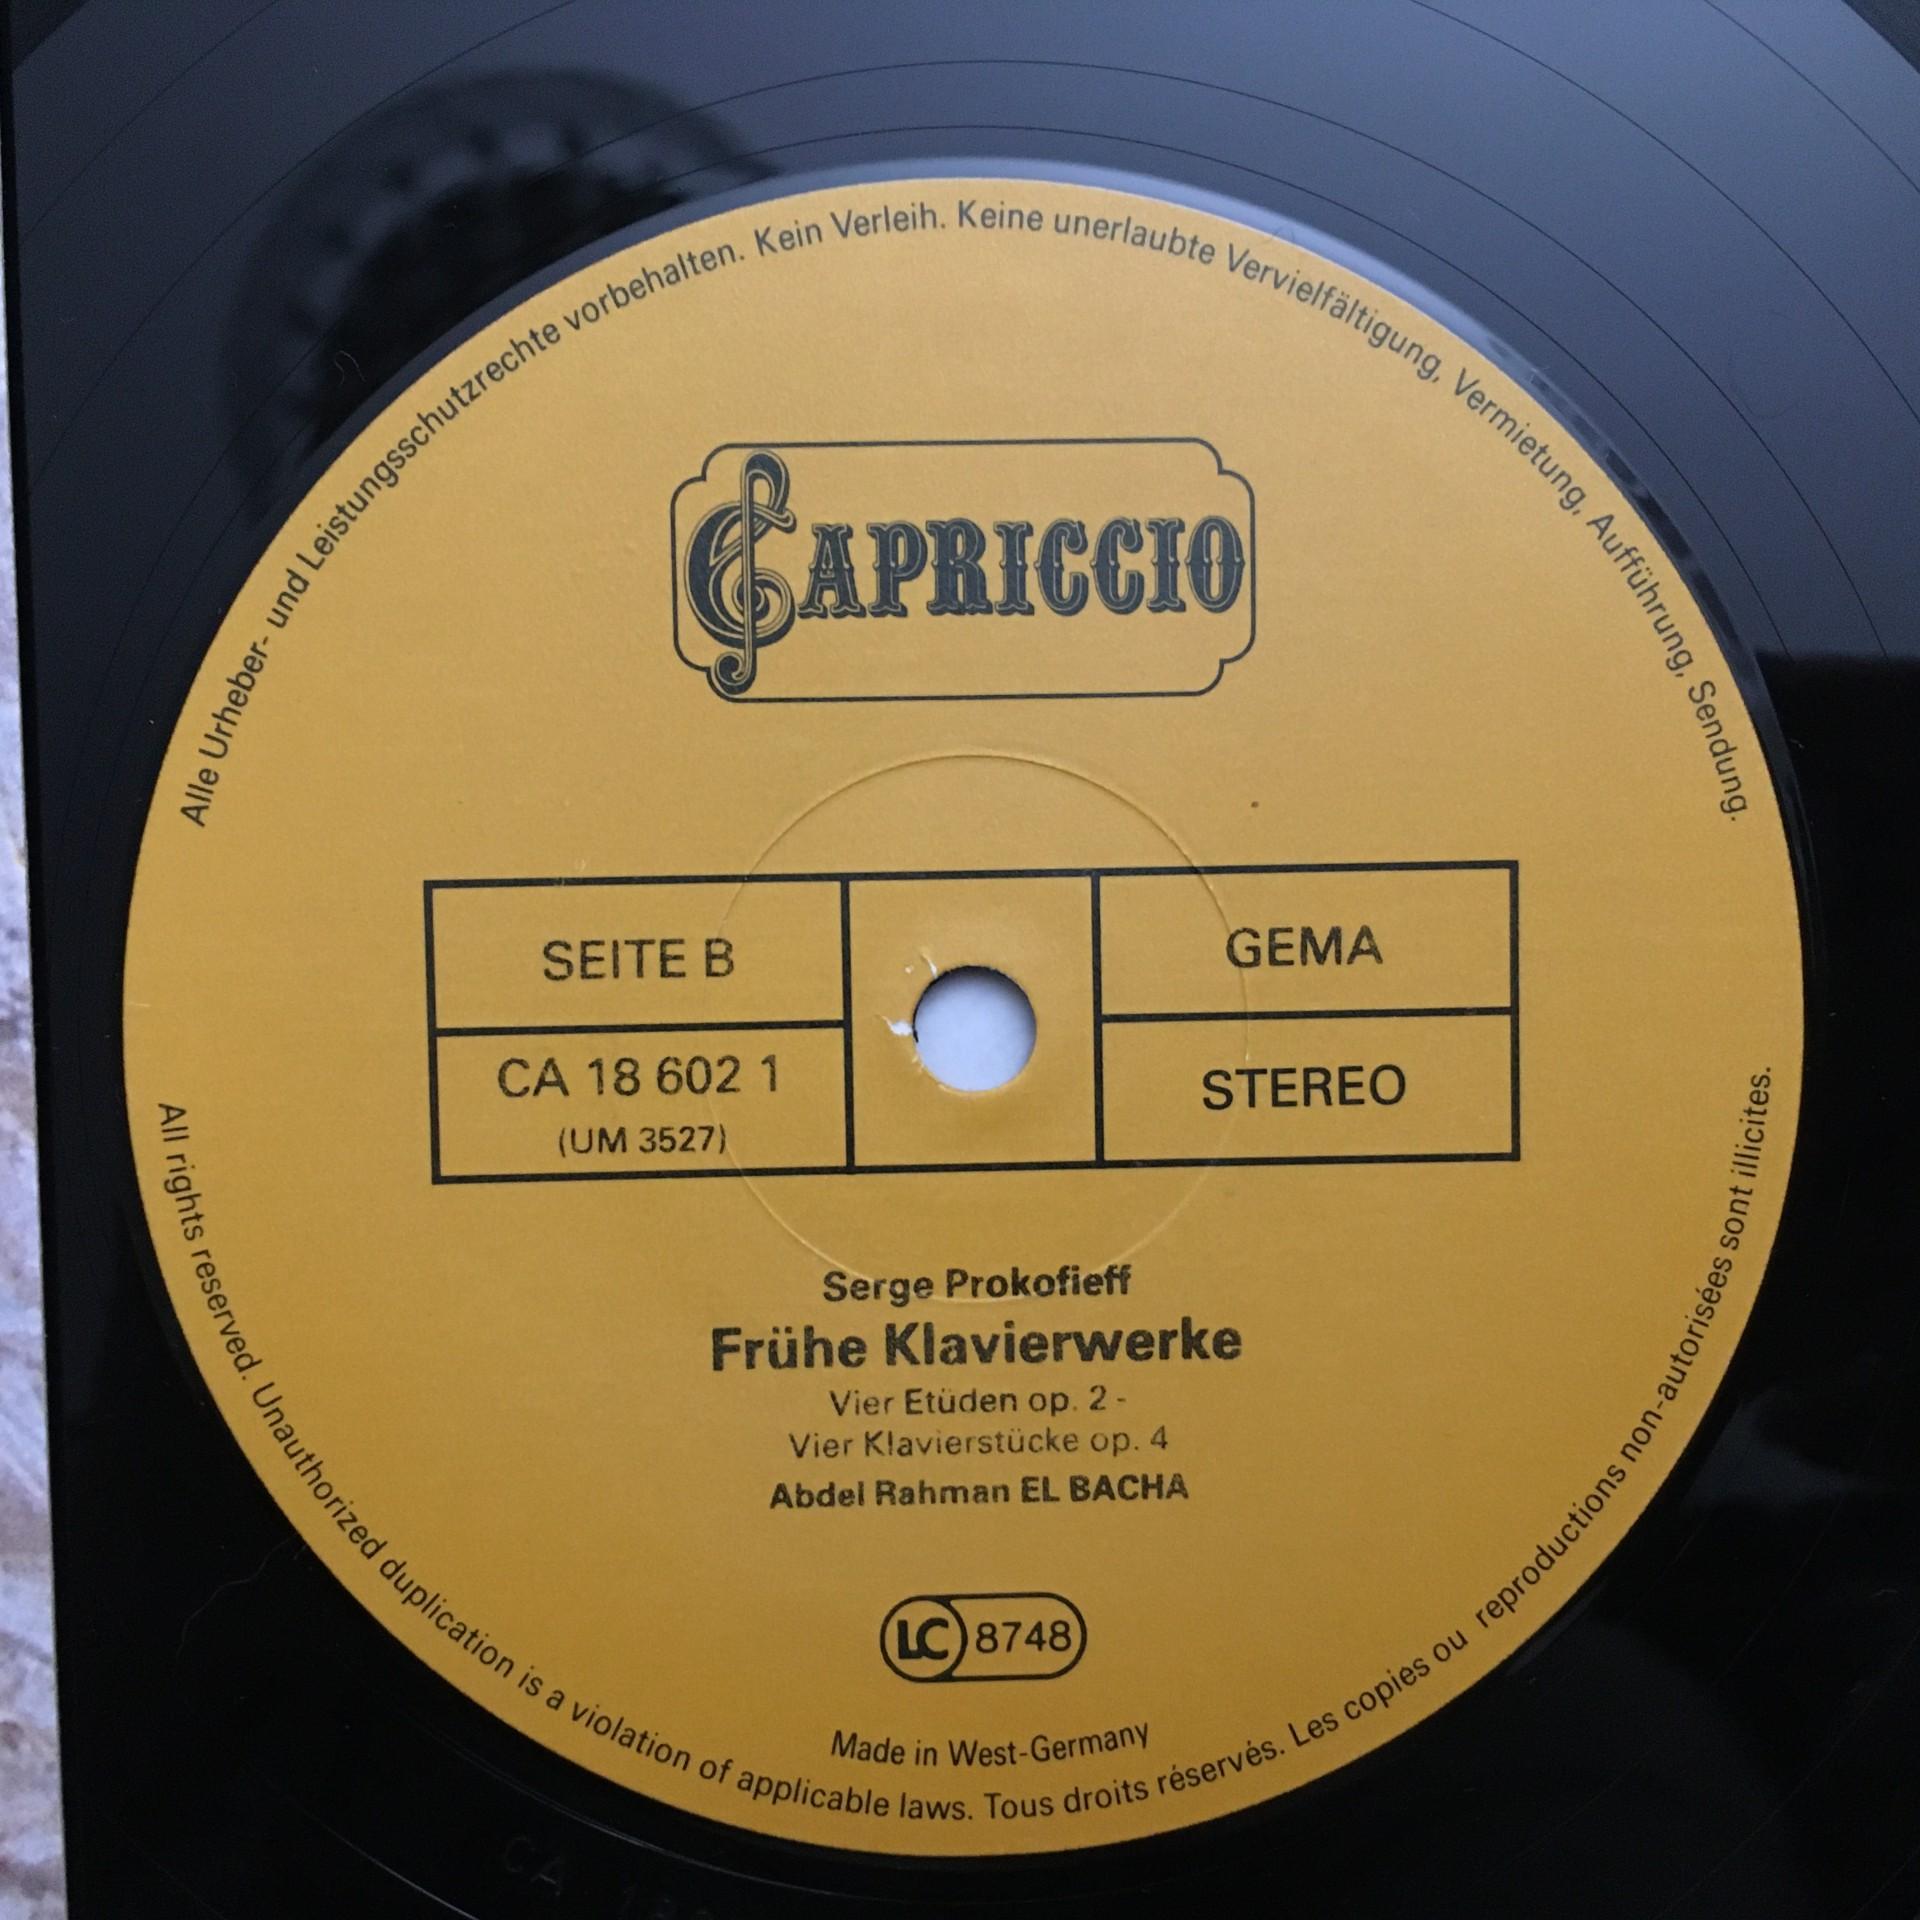 Alle Urheber- und Leistungsschutzrechte vorbehalten. Kein Verleih. Keine unerlaubte Vervielfältigung, Vermietung, Aufführung, Sendung.
CAPRICCIO
SEITE B
GEMA
CA 18 602 1
(UM 3527)
STEREO
Serge Prokofieff
Frühe Klavierwerke
Vier Etüden op. 2 -
Vier Klavierstücke op. 4
Abdel Rahman EL BACHA
LC 8748
Made in West-Germany
All rights reserved. Unauthorized duplication is a violation of applicable laws. Tous droits réservés. Les copies ou reproductions non-autorisées sont illicites.
CA